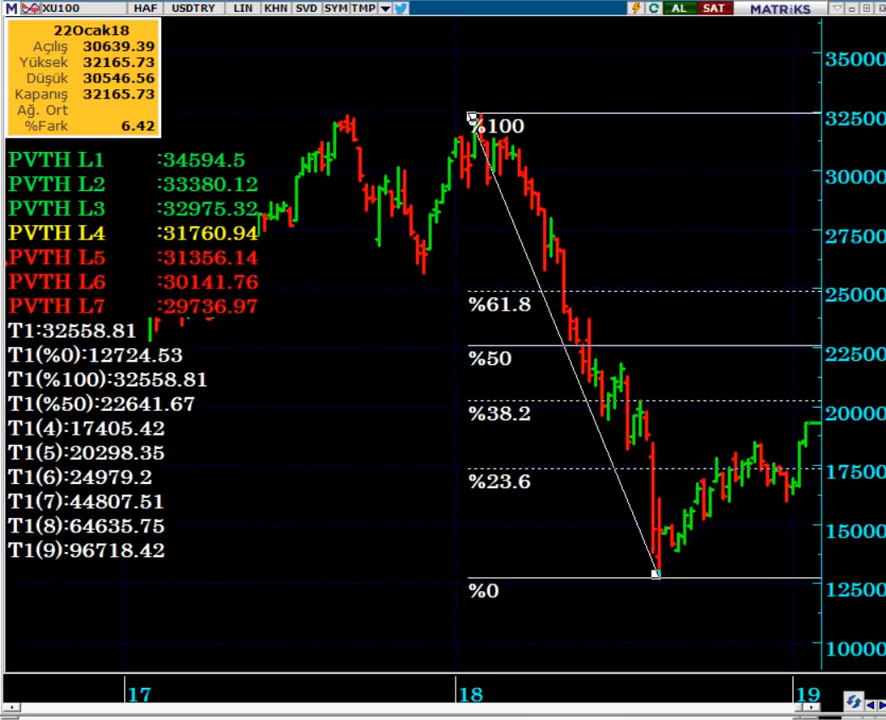 M XU100 HAF USDTRY LIN KHN SVD SYM TMP AL SAT MATRiKS
22Ocak18
Açılış 30639.39
Yüksek 32165.73
Düşük 30546.56
Kapanış 32165.73
Ağ. Ort
%Fark 6.42
PVTH L1 :34594.5
PVTH L2 :33380.12
PVTH L3 :32975.32
PVTH L4 :31760.94
PVTH L5 :31356.14
PVTH L6 :30141.76
PVTH L7 :29736.97
T1:32558.81
T1(%0):12724.53
T1(%100):32558.81
T1(%50):22641.67
T1(4):17405.42
T1(5):20298.35
T1(6):24979.2
T1(7):44807.51
T1(8):64635.75
T1(9):96718.42
%100
%61.8
%50
%38.2
%23.6
%0
35000
32500
30000
27500
25000
22500
20000
17500
15000
12500
10000
17 18 19